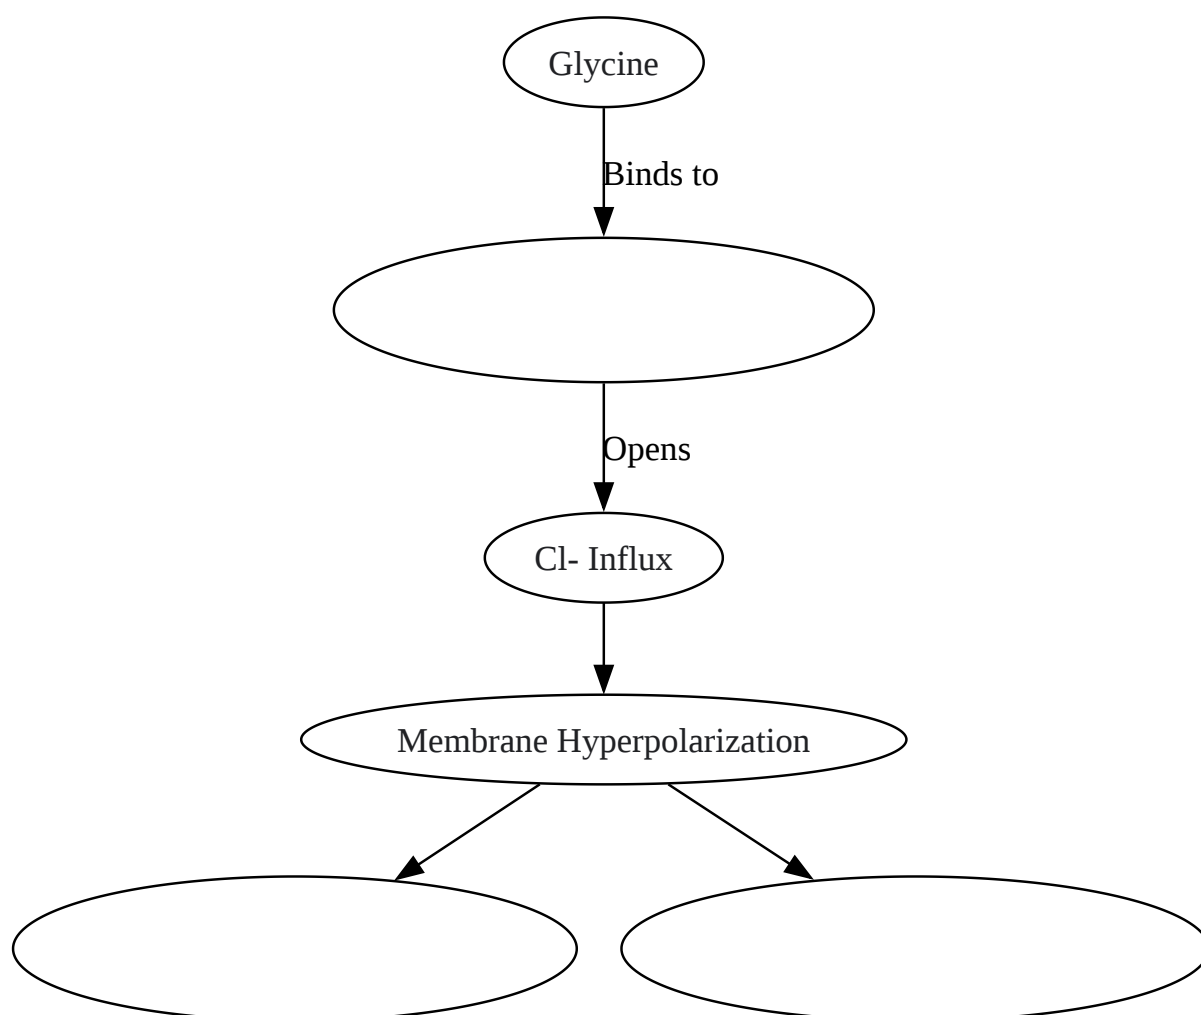 Glycine
Binds to
Opens
Cl- Influx
Membrane Hyperpolarization